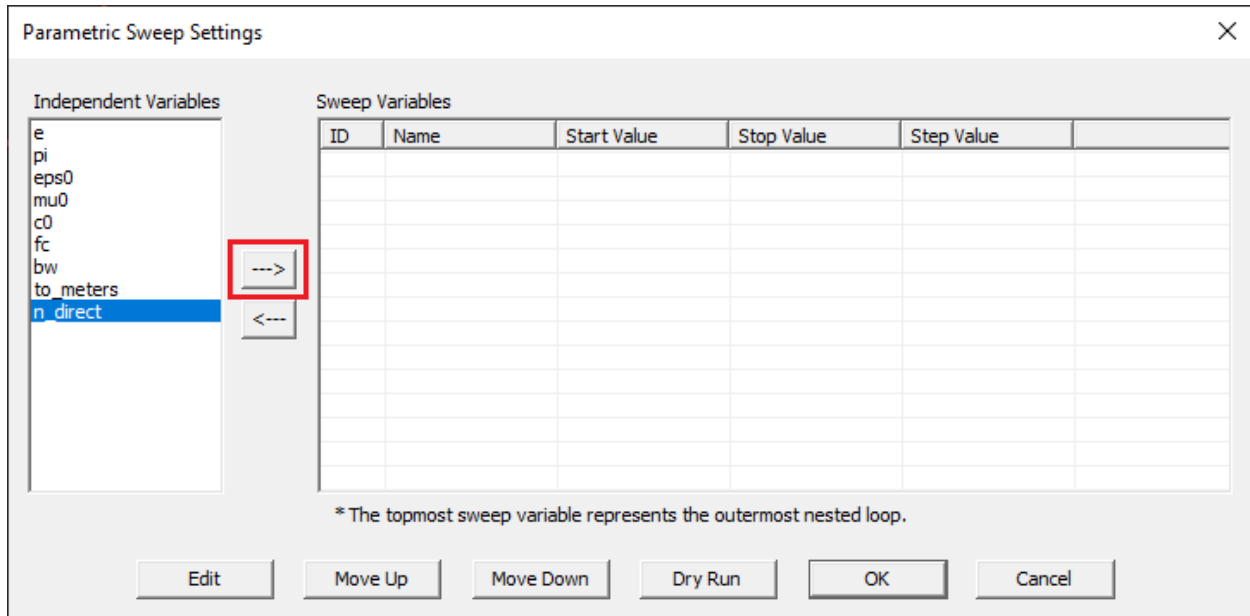 Parametric Sweep Settings
Independent Variables
Sweep Variables
e
pi
eps0
mu0
c0
fc
bw
to_meters
n_direct
--->
<---
ID Name Start Value Stop Value Step Value
* The topmost sweep variable represents the outermost nested loop.
Edit Move Up Move Down Dry Run OK Cancel